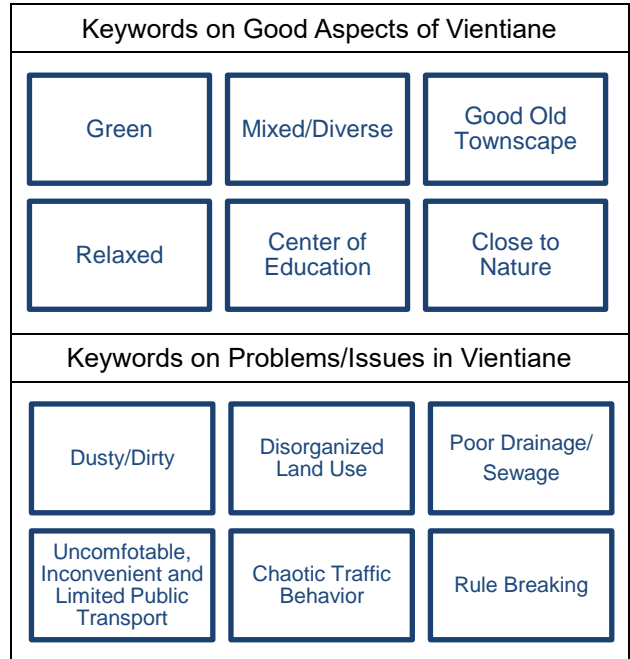 Keywords on Good Aspects of Vientiane
Green
Mixed/Diverse
Good Old
Townscape
Relaxed
Center of
Education
Close to
Nature
Keywords on Problems/Issues in Vientiane
Dusty/Dirty
Disorganized
Land Use
Poor Drainage/
Sewage
Uncomfotable,
Inconvenient and
Limited Public
Transport
Chaotic Traffic
Behavior
Rule Breaking